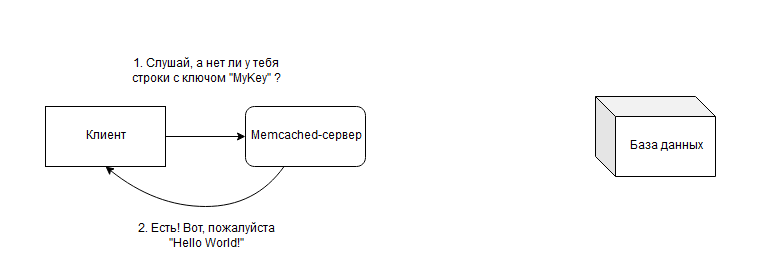 1. Слушай, а нет ли у тебя
строки с ключом "MyKey" ?
Клиент
Memcached-сервер
База данных
2. Есть! Вот, пожалуйста
"Hello World!"